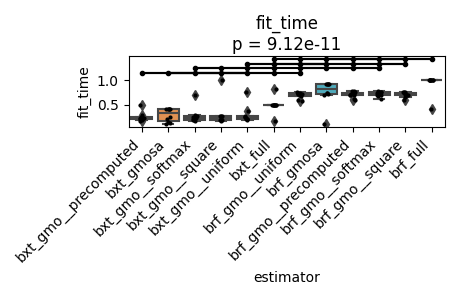 fit_time
p = 9.12e-11
fit_time
1.0
0.5
bxt_gmo__precomputed
bxt_gmosa
bxt_gmo__softmax
bxt_gmo__square
bxt_gmo__uniform
bxt_full
brf_gmo__uniform
brf_gmosa
brf_gmo__precomputed
brf_gmo__softmax
brf_gmo__square
brf_full
estimator